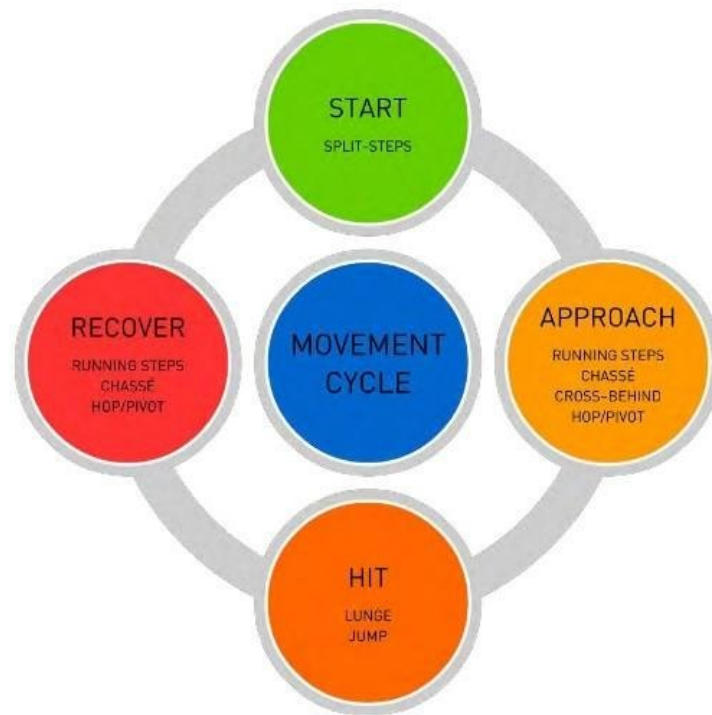 START
SPLIT-STEPS
RECOVER
RUNNING STEPS
CHASSÉ
HOP/PIVOT
MOVEMENT
CYCLE
APPROACH
RUNNING STEPS
CHASSÉ
CROSS-BEHIND
HOP/PIVOT
HIT
LUNGE
JUMP